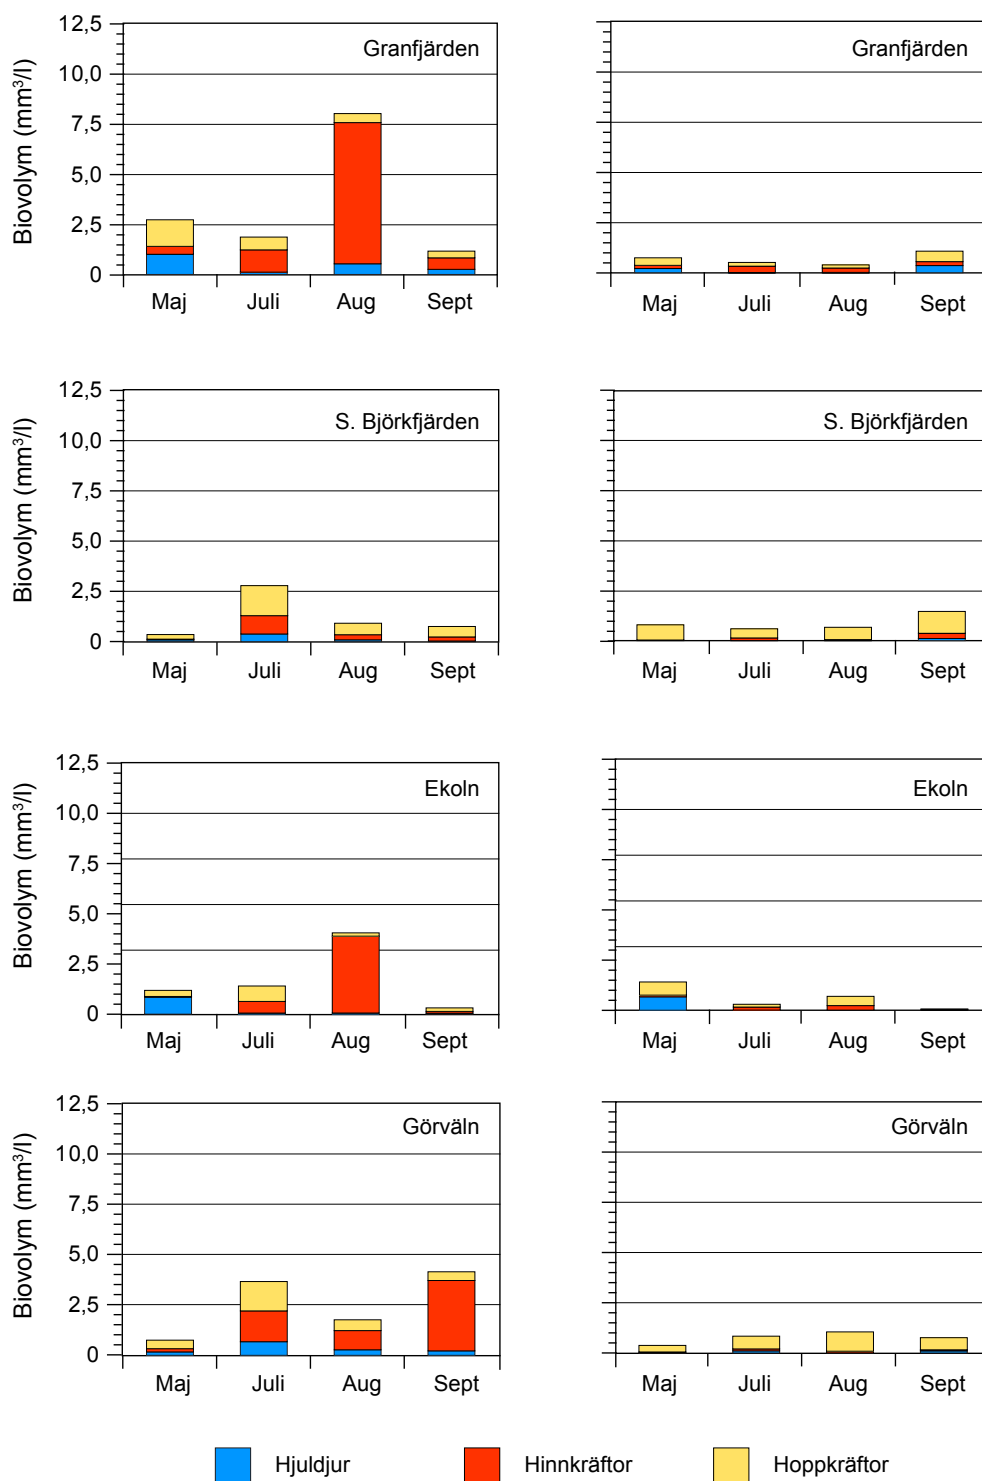 12,5
10,0
7,5
5,0
2,5
0
Biovolym (mm³/l)
Granfjärden
Maj Juli Aug Sept
Granfjärden
Maj Juli Aug Sept
12,5
10,0
7,5
5,0
2,5
0
Biovolym (mm³/l)
S. Björkfjärden
Maj Juli Aug Sept
S. Björkfjärden
Maj Juli Aug Sept
12,5
10,0
7,5
5,0
2,5
0
Biovolym (mm³/l)
Ekoln
Maj Juli Aug Sept
Ekoln
Maj Juli Aug Sept
12,5
10,0
7,5
5,0
2,5
0
Biovolym (mm³/l)
Görväln
Maj Juli Aug Sept
Görväln
Maj Juli Aug Sept
Hjuldjur Hinnkräftor Hoppkräftor